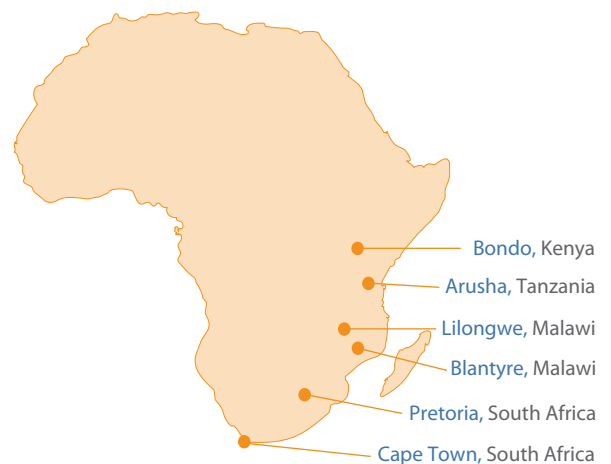 Bondo, Kenya
Arusha, Tanzania
Lilongwe, Malawi
Blantyre, Malawi
Pretoria, South Africa
Cape Town, South Africa